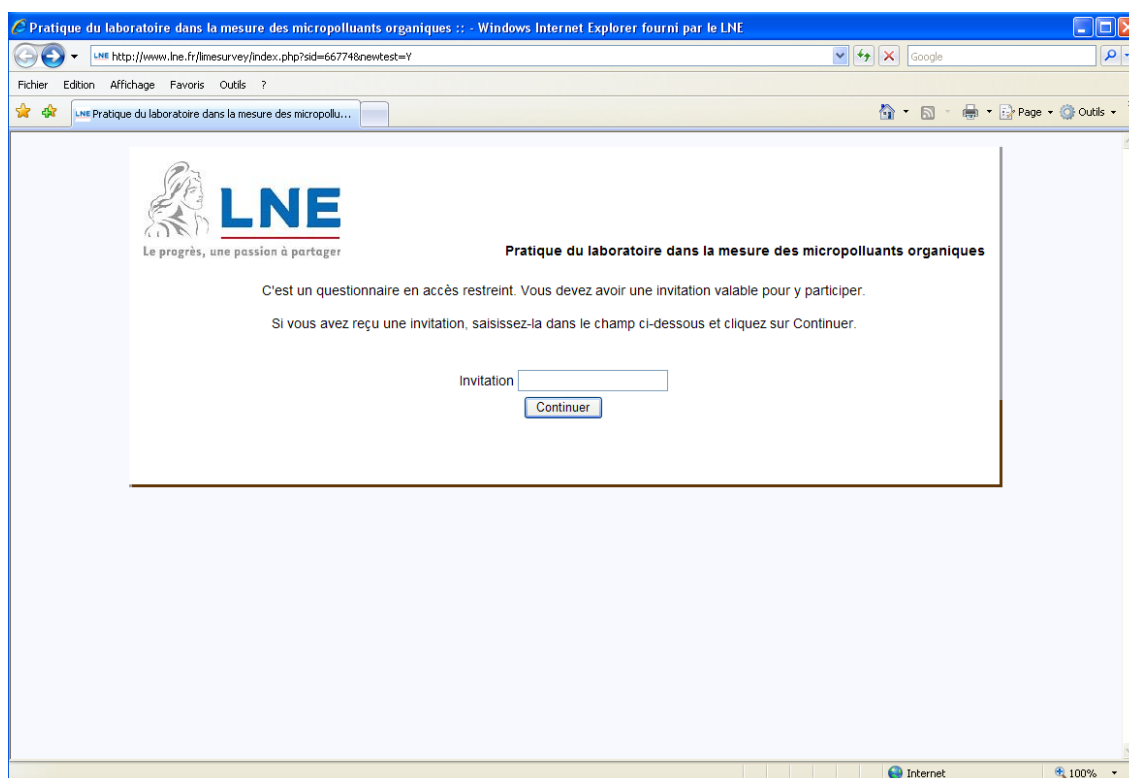 Pratique du laboratoire dans la mesure des micropolluants organiques :: - Windows Internet Explorer fourni par le LNE
LNE http://www.lne.fr/limesurvey/index.php?sid=66774&newtest=Y
Google
Fichier Edition Affichage Favoris Outils ?
LNE Pratique du laboratoire dans la mesure des micropollu...
Page Outils
LNE
Le progrès, une passion à partager
Pratique du laboratoire dans la mesure des micropolluants organiques
C'est un questionnaire en accès restreint. Vous devez avoir une invitation valable pour y participer.
Si vous avez reçu une invitation, saisissez-la dans le champ ci-dessous et cliquez sur Continuer.
Invitation
Continuer
Internet 100%